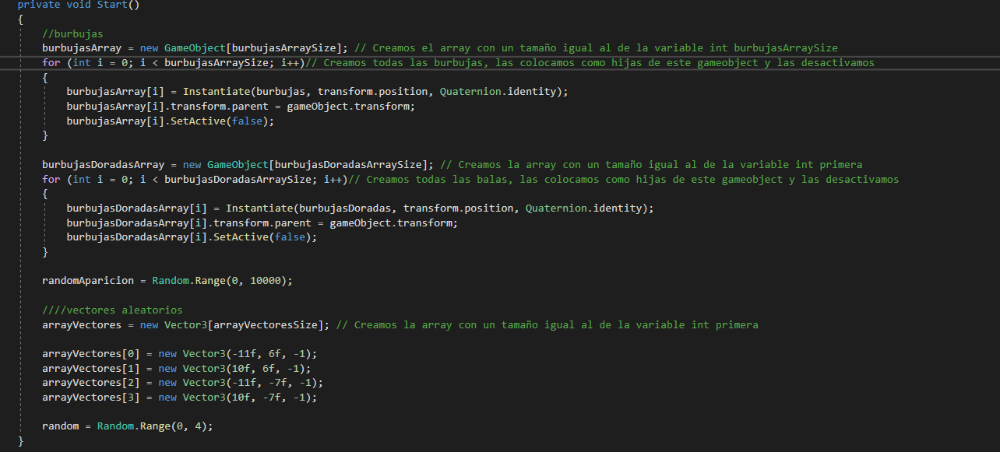 private void Start()
{
//burbujas
burbujasArray = new GameObject[burbujasArraySize]; // Creamos el array con un tamaño igual al de la variable int burbujasArraySize
for (int i = 0; i < burbujasArraySize; i++)// Creamos todas las burbujas, las colocamos como hijas de este gameobject y las desactivamos
{
burbujasArray[i] = Instantiate(burbujas, transform.position, Quaternion.identity);
burbujasArray[i].transform.parent = gameObject.transform;
burbujasArray[i].SetActive(false);
}
burbujasDoradasArray = new GameObject[burbujasDoradasArraySize]; // Creamos la array con un tamaño igual al de la variable int primera
for (int i = 0; i < burbujasDoradasArraySize; i++)// Creamos todas las balas, las colocamos como hijas de este gameobject y las desactivamos
{
burbujasDoradasArray[i] = Instantiate(burbujasDoradas, transform.position, Quaternion.identity);
burbujasDoradasArray[i].transform.parent = gameObject.transform;
burbujasDoradasArray[i].SetActive(false);
}
randomAparicion = Random.Range(0, 10000);
////vectores aleatorios
arrayVectores = new Vector3[arrayVectoresSize]; // Creamos la array con un tamaño igual al de la variable int primera
arrayVectores[0] = new Vector3(-11f, 6f, -1);
arrayVectores[1] = new Vector3(10f, 6f, -1);
arrayVectores[2] = new Vector3(-11f, -7f, -1);
arrayVectores[3] = new Vector3(10f, -7f, -1);
random = Random.Range(0, 4);
}